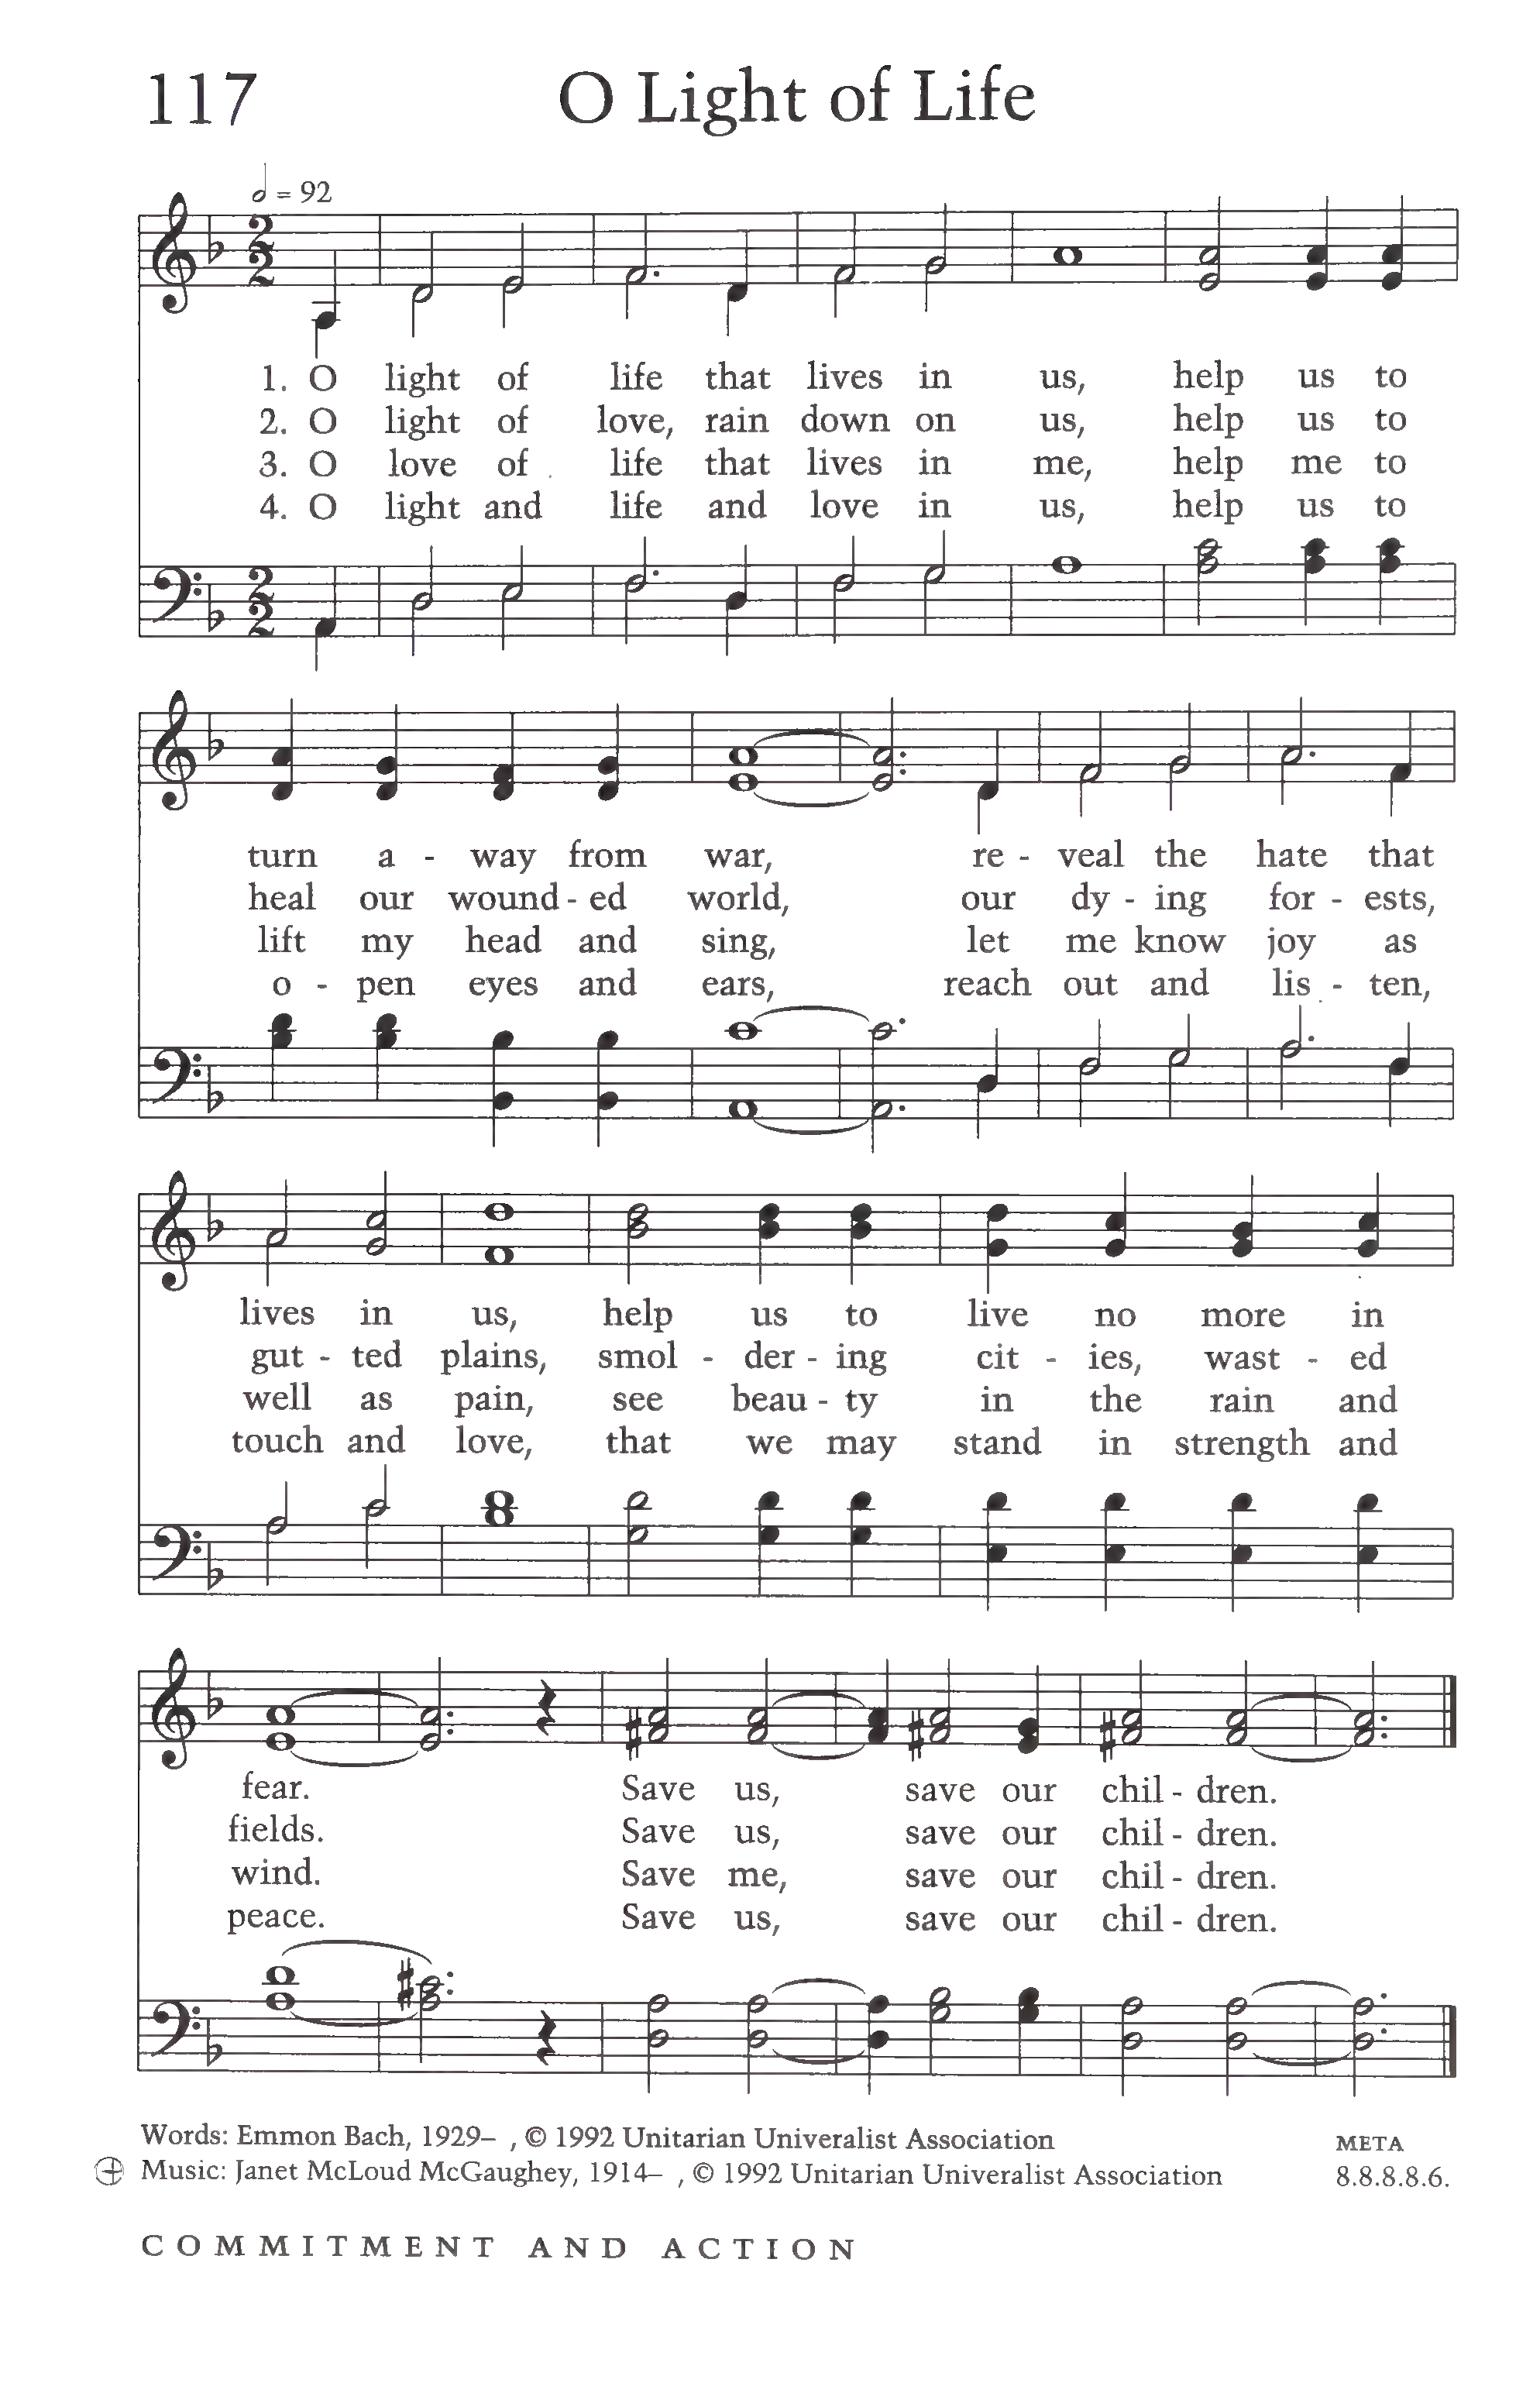 117 O Light of Life
= 92
1. O light of life that lives in us, help us to
2. O light of love, rain down on us, help us to
3. O love of life that lives in me, help me to
4. O light and life and love in us, help us to
turn a - way from war, re - veal the hate that
heal our wound - ed world, our dy - ing for - ests,
lift my head and sing, let me know joy as
o - pen eyes and ears, reach out and lis - ten,
lives in us, help us to live no more in
gut - ted plains, smol - der - ing cit - ies, wast - ed
well as pain, see beau - ty in the rain and
touch and love, that we may stand in strength and
fear. Save us, save our chil - dren.
fields. Save us, save our chil - dren.
wind. Save me, save our chil - dren.
peace. Save us, save our chil - dren.
Words: Emmon Bach, 1929– , © 1992 Unitarian Univeralist Association META
Music: Janet McLoud McGaughey, 1914– , © 1992 Unitarian Univeralist Association 8.8.8.8.6.
COMMITMENT AND ACTION